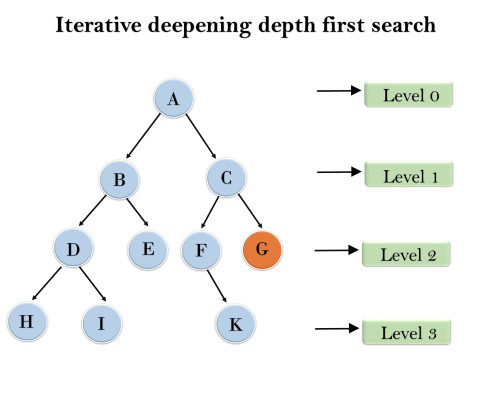 Iterative deepening depth first search
A
Level 0
B
C
Level 1
D
E
F
G
Level 2
H
I
K
Level 3